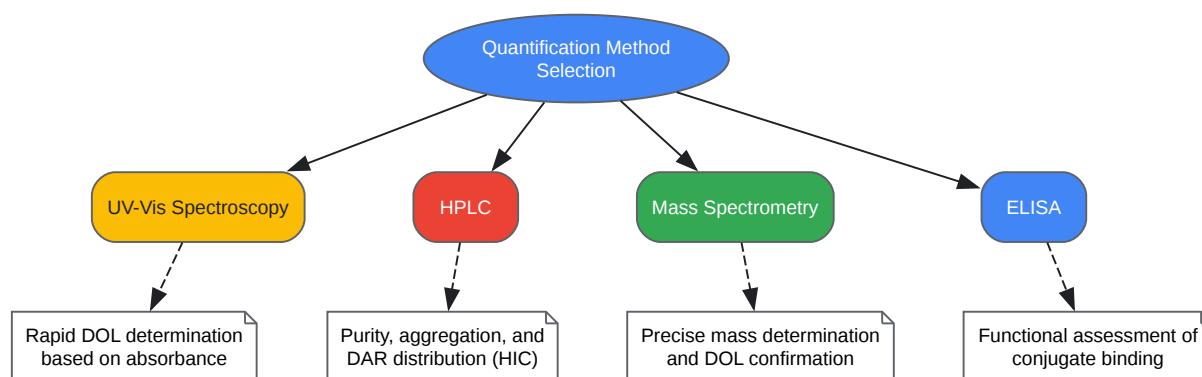 Quantification Method
Selection
UV-Vis Spectroscopy
HPLC
Mass Spectrometry
ELISA
Rapid DOL determination
based on absorbance
Purity, aggregation, and
DAR distribution (HIC)
Precise mass determination
and DOL confirmation
Functional assessment of
conjugate binding